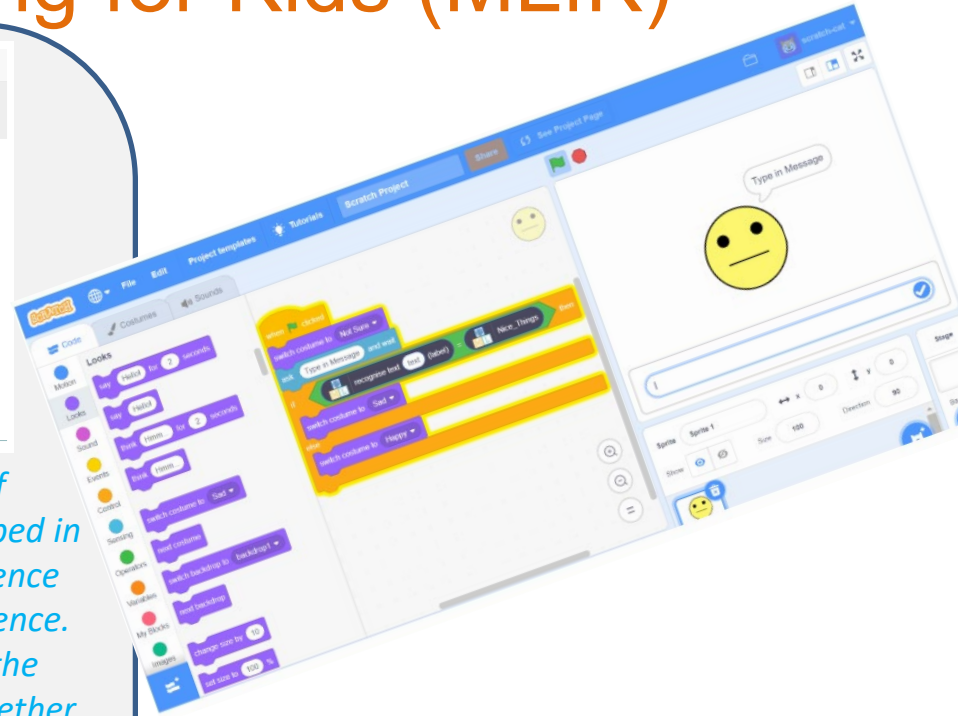 ng for Kids (MLfK)
scratch-cat
See Project Page
Share
Scratch Project
Tutorials
Project templates
Edit
File
SCRATCH
Code
Costumes
Sounds
Motion
Looks
Sound
Events
Control
Sensing
Operators
Variables
My Blocks
Images
Looks
say Hello! for 2 seconds
say Hello!
think Hmm... for 2 seconds
think Hmm...
switch costume to Sad
next costume
switch backdrop to backdrop1
next backdrop
change size by 10
set size to 100 %
when clicked
switch costume to Not Sure
ask Type in Message and wait
if recognise text text (label) = Nice_Things then
switch costume to Sad
else
switch costume to Happy
Type in Message
Sprite Sprite 1 x 0 y 0
Show Size 100 Direction 90
Stage
f
ped in
ence
ence.
the
ether